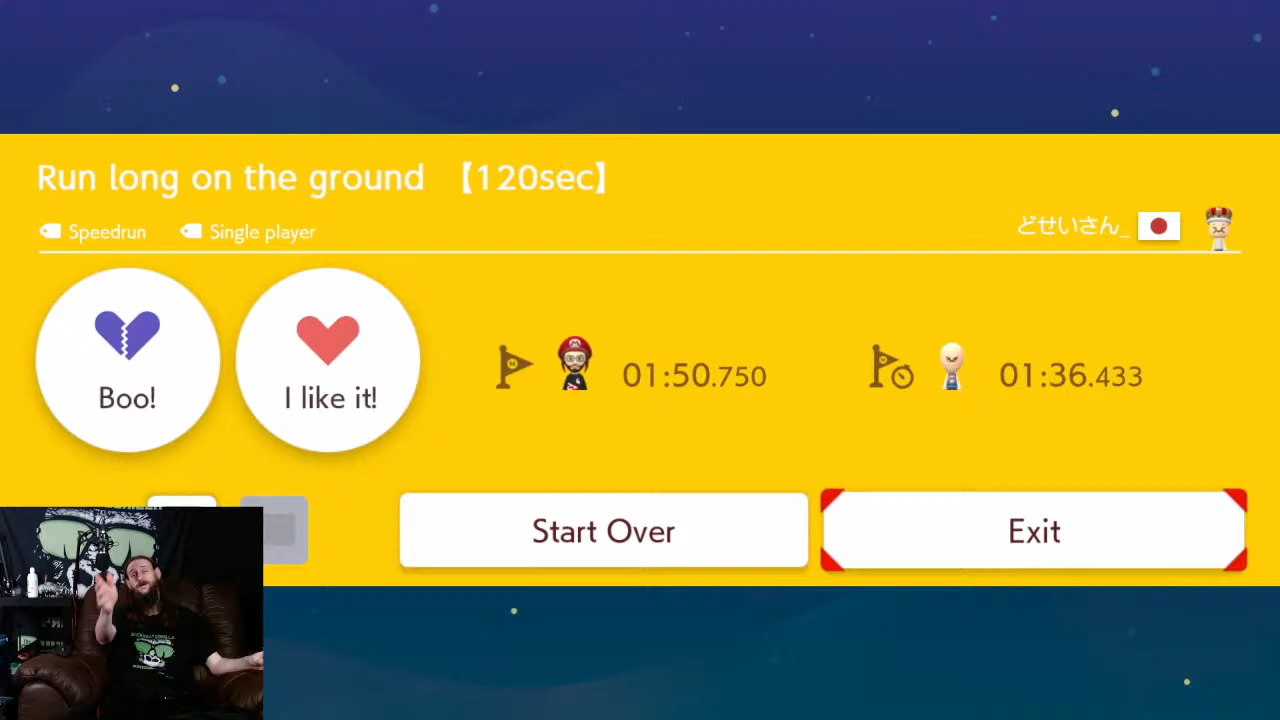 Run long on the ground 【120sec】
Speedrun Single player
どせいさん_
Boo!
I like it!
M
01:50.750
M
01:36.433
Start Over
Exit